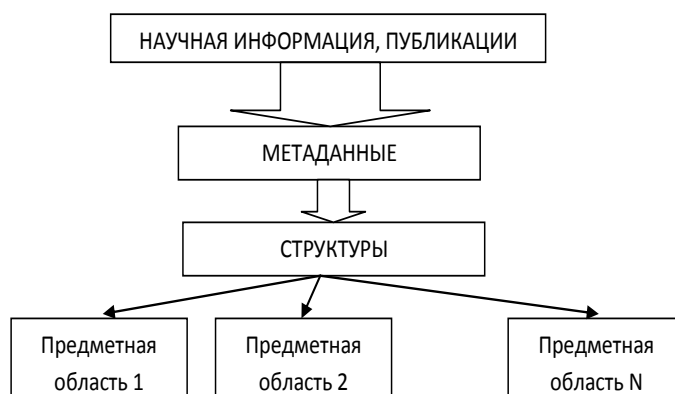 НАУЧНАЯ ИНФОРМАЦИЯ, ПУБЛИКАЦИИ
МЕТАДАННЫЕ
СТРУКТУРЫ
Предметная
область 1
Предметная
область 2
Предметная
область N